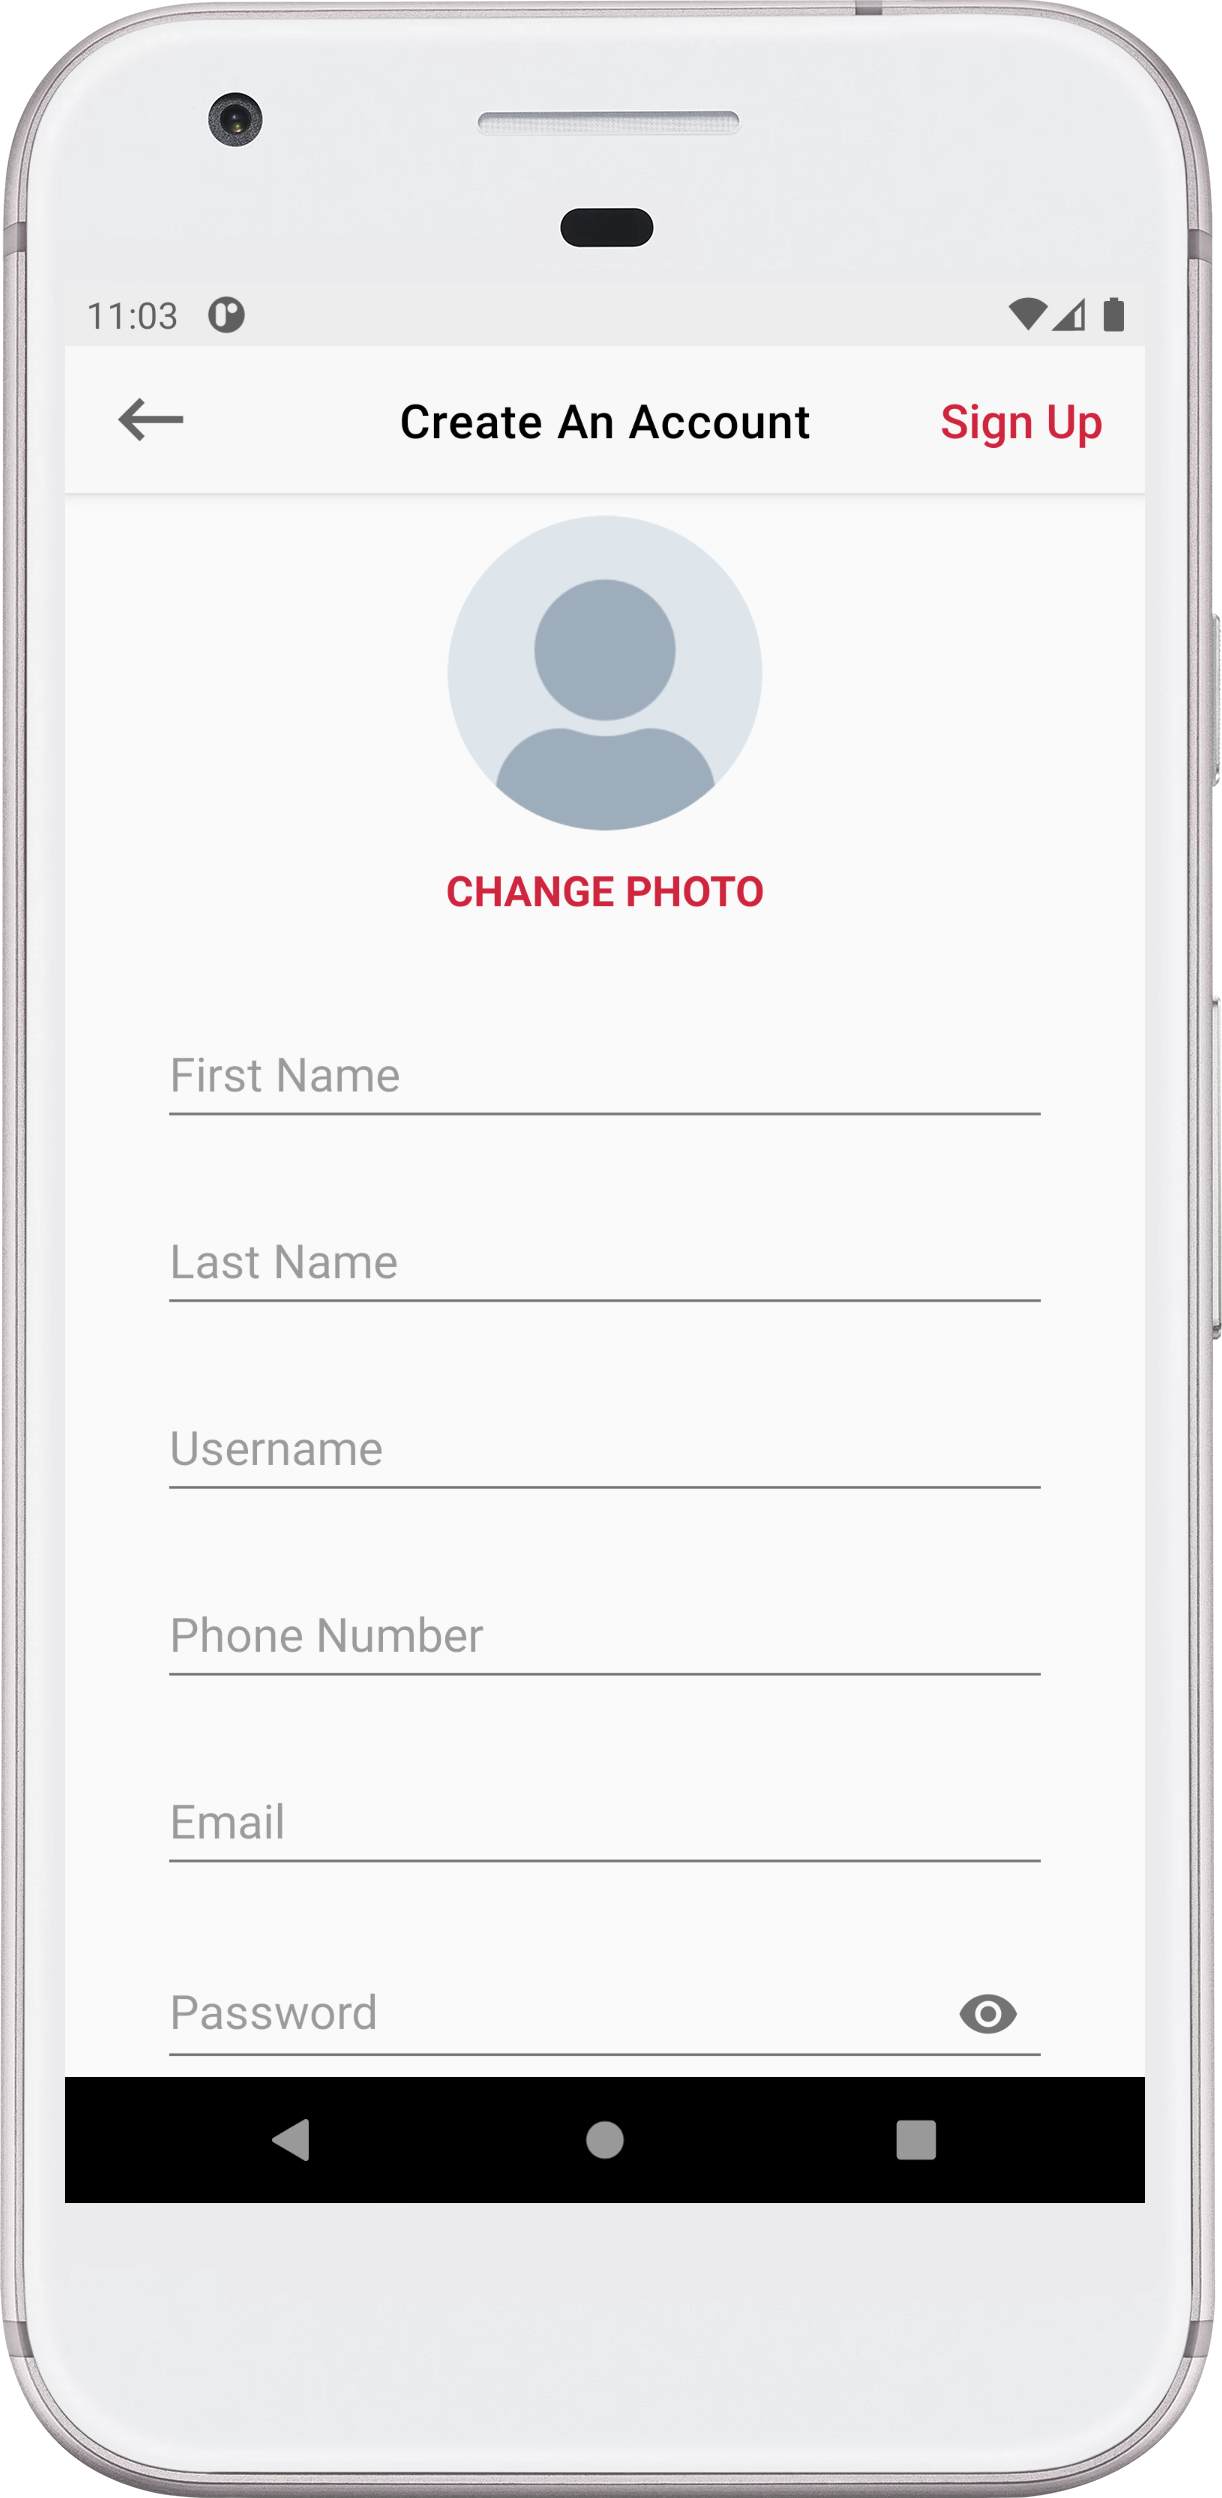 11:03
Create An Account Sign Up
CHANGE PHOTO
First Name
Last Name
Username
Phone Number
Email
Password